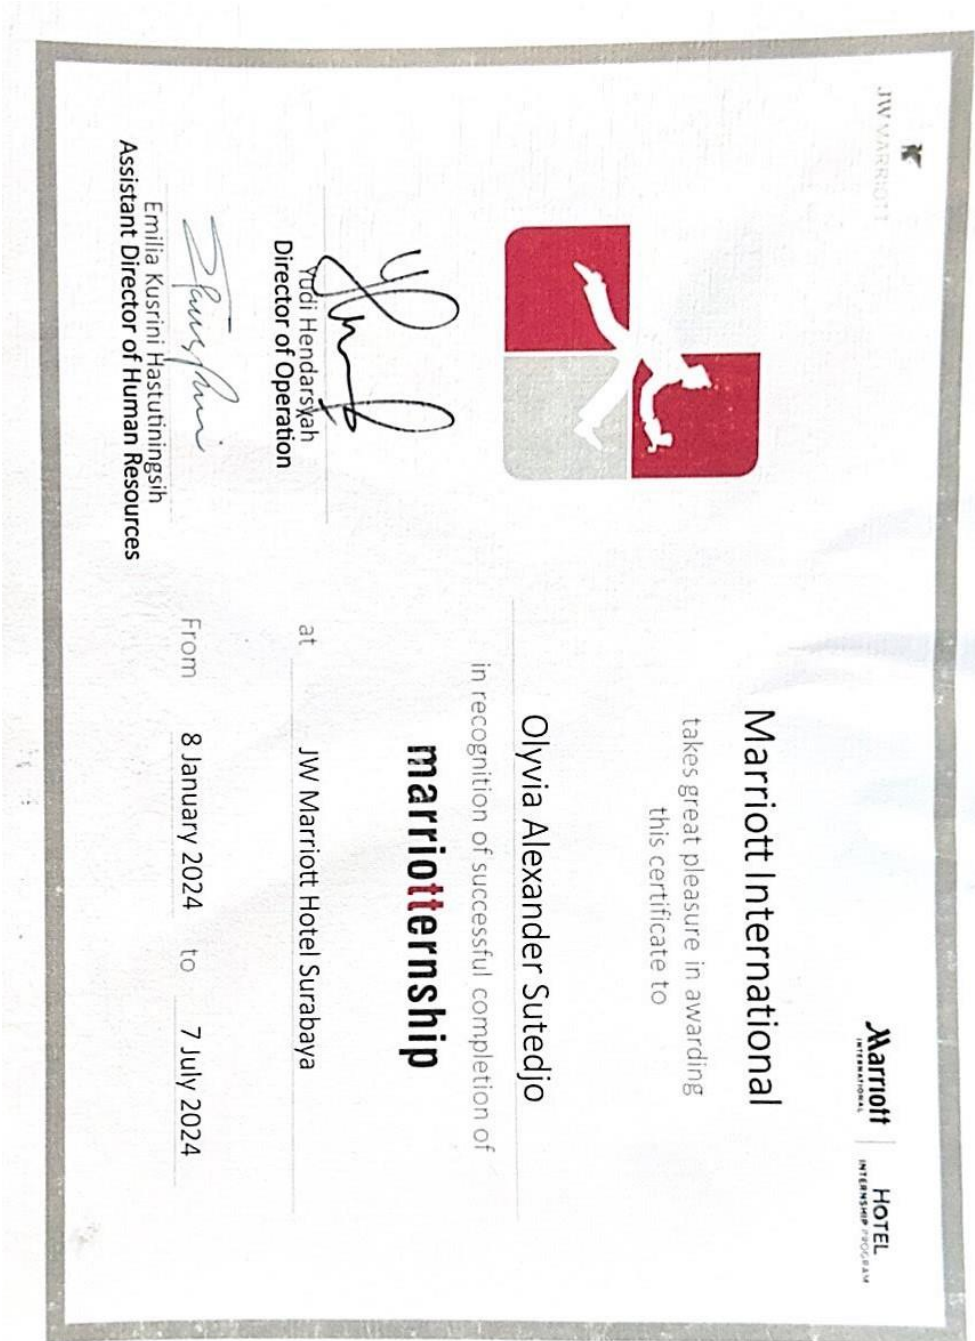 JW MARRIOTT
Marriott
INTERNATIONAL
HOTEL
INTERNSHIP PROGRAM
Marriott International
takes great pleasure in awarding
this certificate to
Olyvia Alexander Sutedjo
in recognition of successful completion of
marriotternship
at JW Marriott Hotel Surabaya
From 8 January 2024 to 7 July 2024
Yudi Hendarsyah
Director of Operation
Emilia Kusrini Hastutiningsih
Assistant Director of Human Resources